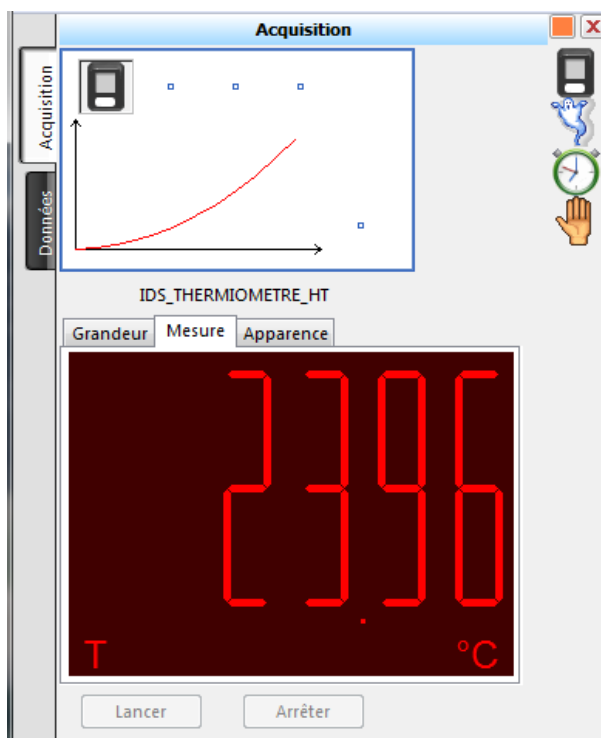 Acquisition
Acquisition
Données
IDS_THERMIOMETRE_HT
Grandeur Mesure Apparence
23.96
T °C
Lancer Arrêter